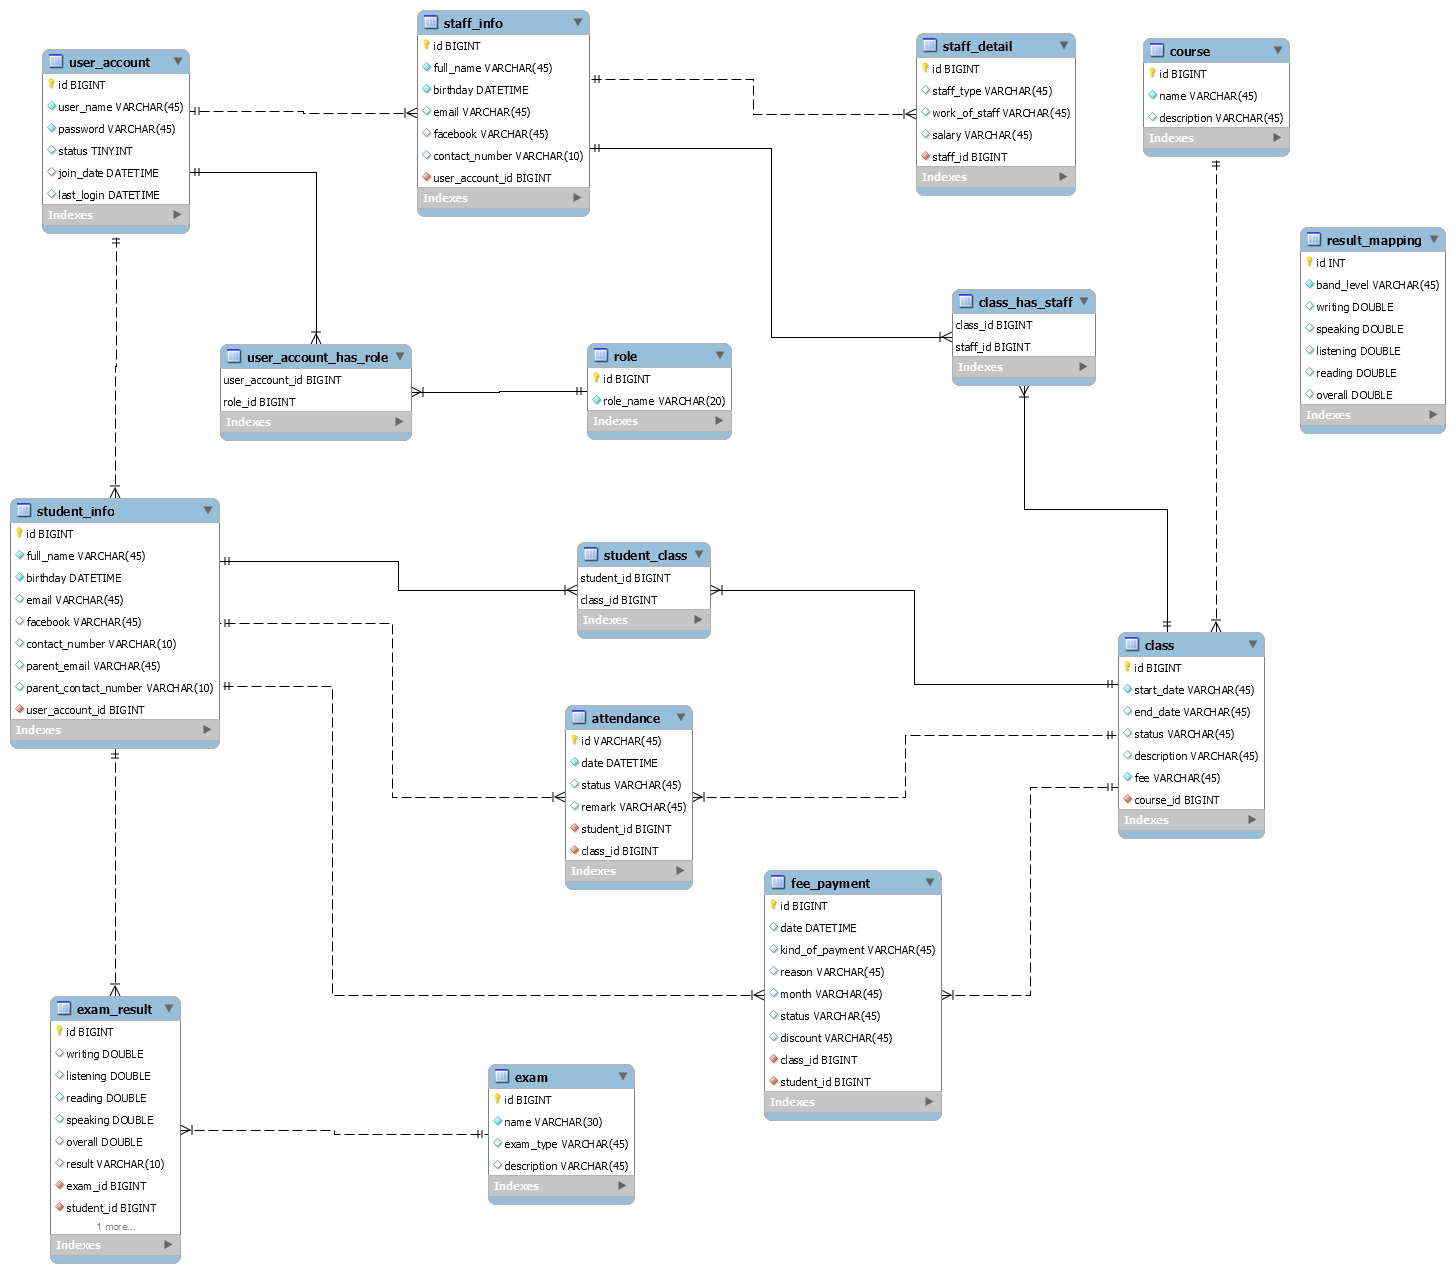 user_account
id BIGINT
user_name VARCHAR(45)
password VARCHAR(45)
status TINYINT
join_date DATETIME
last_login DATETIME
Indexes
staff_info
id BIGINT
full_name VARCHAR(45)
birthday DATETIME
email VARCHAR(45)
facebook VARCHAR(45)
contact_number VARCHAR(10)
user_account_id BIGINT
Indexes
staff_detail
id BIGINT
staff_type VARCHAR(45)
work_of_staff VARCHAR(45)
salary VARCHAR(45)
staff_id BIGINT
Indexes
course
id BIGINT
name VARCHAR(45)
description VARCHAR(45)
Indexes
result_mapping
id INT
band_level VARCHAR(45)
writing DOUBLE
speaking DOUBLE
listening DOUBLE
reading DOUBLE
overall DOUBLE
Indexes
class_has_staff
class_id BIGINT
staff_id BIGINT
Indexes
user_account_has_role
user_account_id BIGINT
role_id BIGINT
Indexes
role
id BIGINT
role_name VARCHAR(20)
Indexes
student_info
id BIGINT
full_name VARCHAR(45)
birthday DATETIME
email VARCHAR(45)
facebook VARCHAR(45)
contact_number VARCHAR(10)
parent_email VARCHAR(45)
parent_contact_number VARCHAR(10)
user_account_id BIGINT
Indexes
student_class
student_id BIGINT
class_id BIGINT
Indexes
class
id BIGINT
start_date VARCHAR(45)
end_date VARCHAR(45)
status VARCHAR(45)
description VARCHAR(45)
fee VARCHAR(45)
course_id BIGINT
Indexes
attendance
id VARCHAR(45)
date DATETIME
status VARCHAR(45)
remark VARCHAR(45)
student_id BIGINT
class_id BIGINT
Indexes
fee_payment
id BIGINT
date DATETIME
kind_of_payment VARCHAR(45)
reason VARCHAR(45)
month VARCHAR(45)
status VARCHAR(45)
discount VARCHAR(45)
class_id BIGINT
student_id BIGINT
Indexes
exam_result
id BIGINT
writing DOUBLE
listening DOUBLE
reading DOUBLE
speaking DOUBLE
overall DOUBLE
result VARCHAR(10)
exam_id BIGINT
student_id BIGINT
1 more...
Indexes
exam
id BIGINT
name VARCHAR(30)
exam_type VARCHAR(45)
description VARCHAR(45)
Indexes